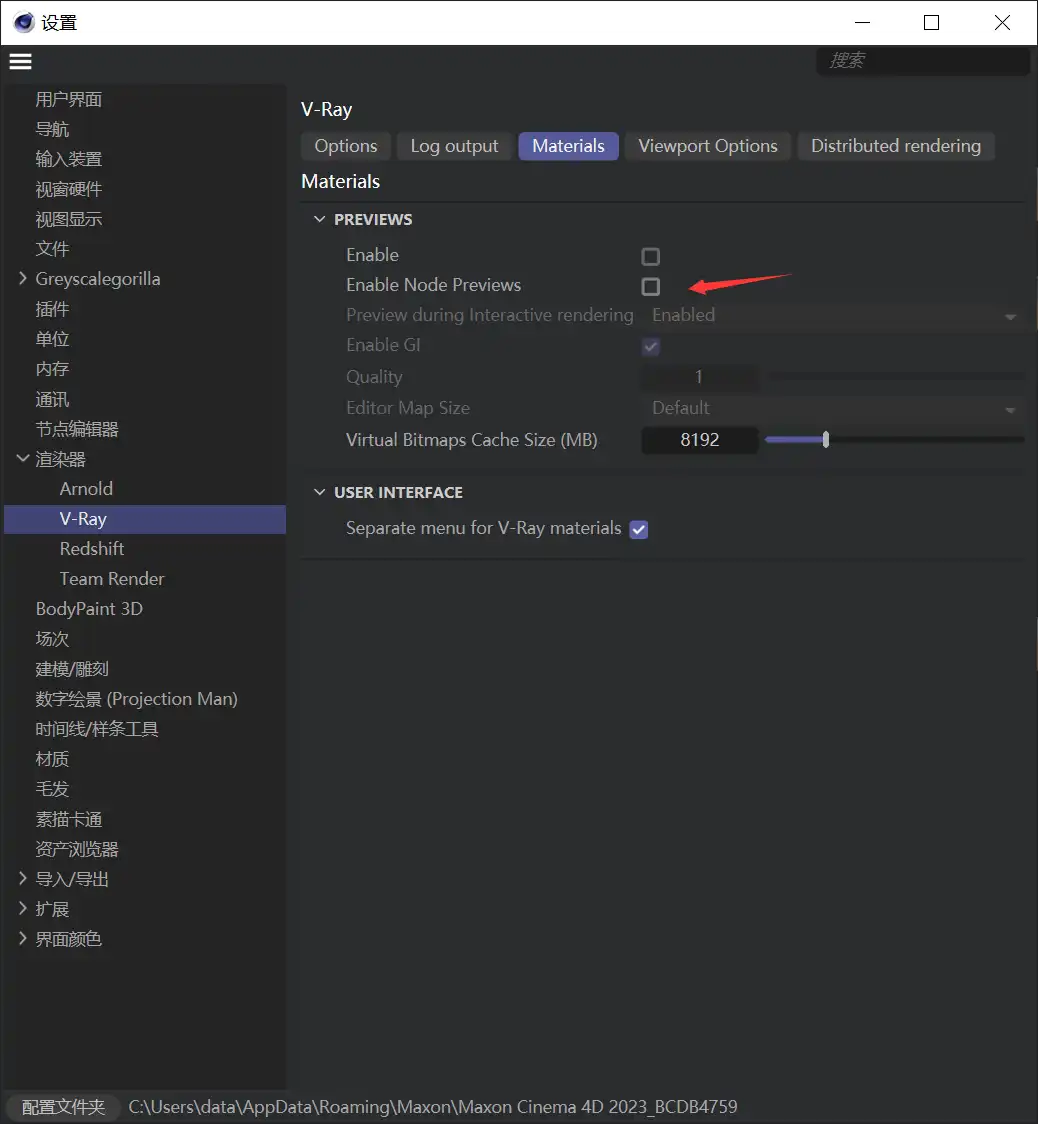 设置
搜索
用户界面
导航
输入装置
视窗硬件
视图显示
文件
Greyscalegorilla
插件
单位
内存
通讯
节点编辑器
渲染器
Arnold
V-Ray
Redshift
Team Render
BodyPaint 3D
场次
建模/雕刻
数字绘景 (Projection Man)
时间线/样条工具
材质
毛发
素描卡通
资产浏览器
导入/导出
扩展
界面颜色
V-Ray
Options Log output Materials Viewport Options Distributed rendering
Materials
PREVIEWS
Enable
Enable Node Previews
Preview during Interactive rendering Enabled
Enable GI
Quality 1
Editor Map Size Default
Virtual Bitmaps Cache Size (MB) 8192
USER INTERFACE
Separate menu for V-Ray materials
配置文件夹 C:\Users\data\AppData\Roaming\Maxon\Maxon Cinema 4D 2023_BCDB4759